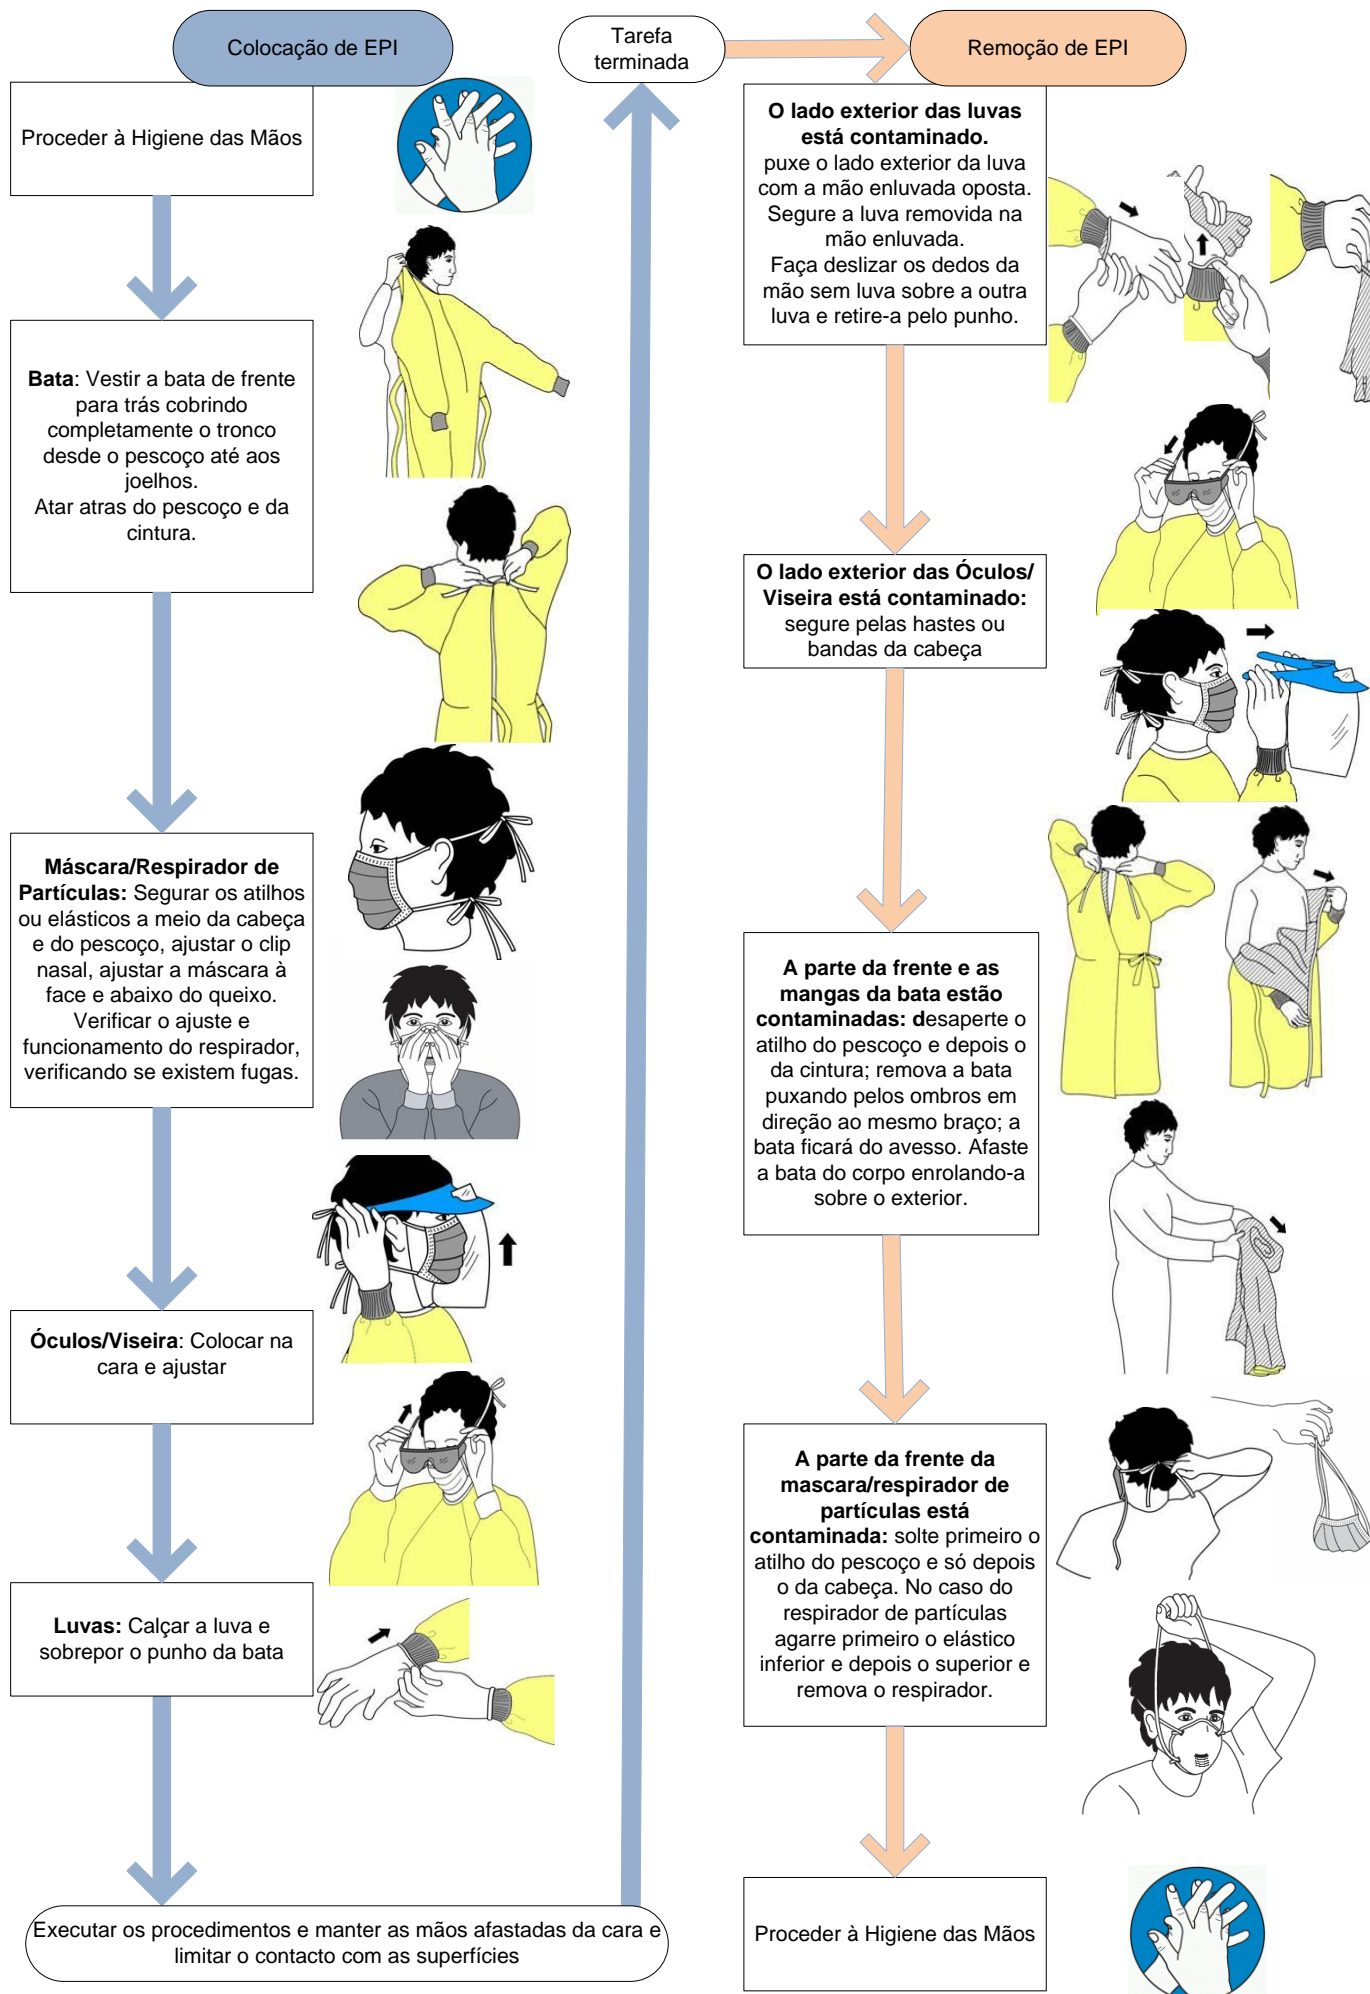 Colocação de EPI
Proceder à Higiene das Mãos
Bata: Vestir a bata de frente
para trás cobrindo
completamente o tronco
desde o pescoço até aos
joelhos.
Atar atras do pescoço e da
cintura.
Máscara/Respirador de
Partículas: Segurar os atilhos
ou elásticos a meio da cabeça
e do pescoço, ajustar o clip
nasal, ajustar a máscara à
face e abaixo do queixo.
Verificar o ajuste e
funcionamento do respirador,
verificando se existem fugas.
Óculos/Viseira: Colocar na
cara e ajustar
Luvas: Calçar a luva e
sobrepor o punho da bata
Executar os procedimentos e manter as mãos afastadas da cara e
limitar o contacto com as superfícies
Tarefa
terminada
Remoção de EPI
O lado exterior das luvas
está contaminado.
puxe o lado exterior da luva
com a mão enluvada oposta.
Segure a luva removida na
mão enluvada.
Faça deslizar os dedos da
mão sem luva sobre a outra
luva e retire-a pelo punho.
O lado exterior das Óculos/
Viseira está contaminado:
segure pelas hastes ou
bandas da cabeça
A parte da frente e as
mangas da bata estão
contaminadas: desaperte o
atilho do pescoço e depois o
da cintura; remova a bata
puxando pelos ombros em
direção ao mesmo braço; a
bata ficará do avesso. Afaste
a bata do corpo enrolando-a
sobre o exterior.
A parte da frente da
mascara/respirador de
partículas está
contaminada: solte primeiro o
atilho do pescoço e só depois
o da cabeça. No caso do
respirador de partículas
agarre primeiro o elástico
inferior e depois o superior e
remova o respirador.
Proceder à Higiene das Mãos